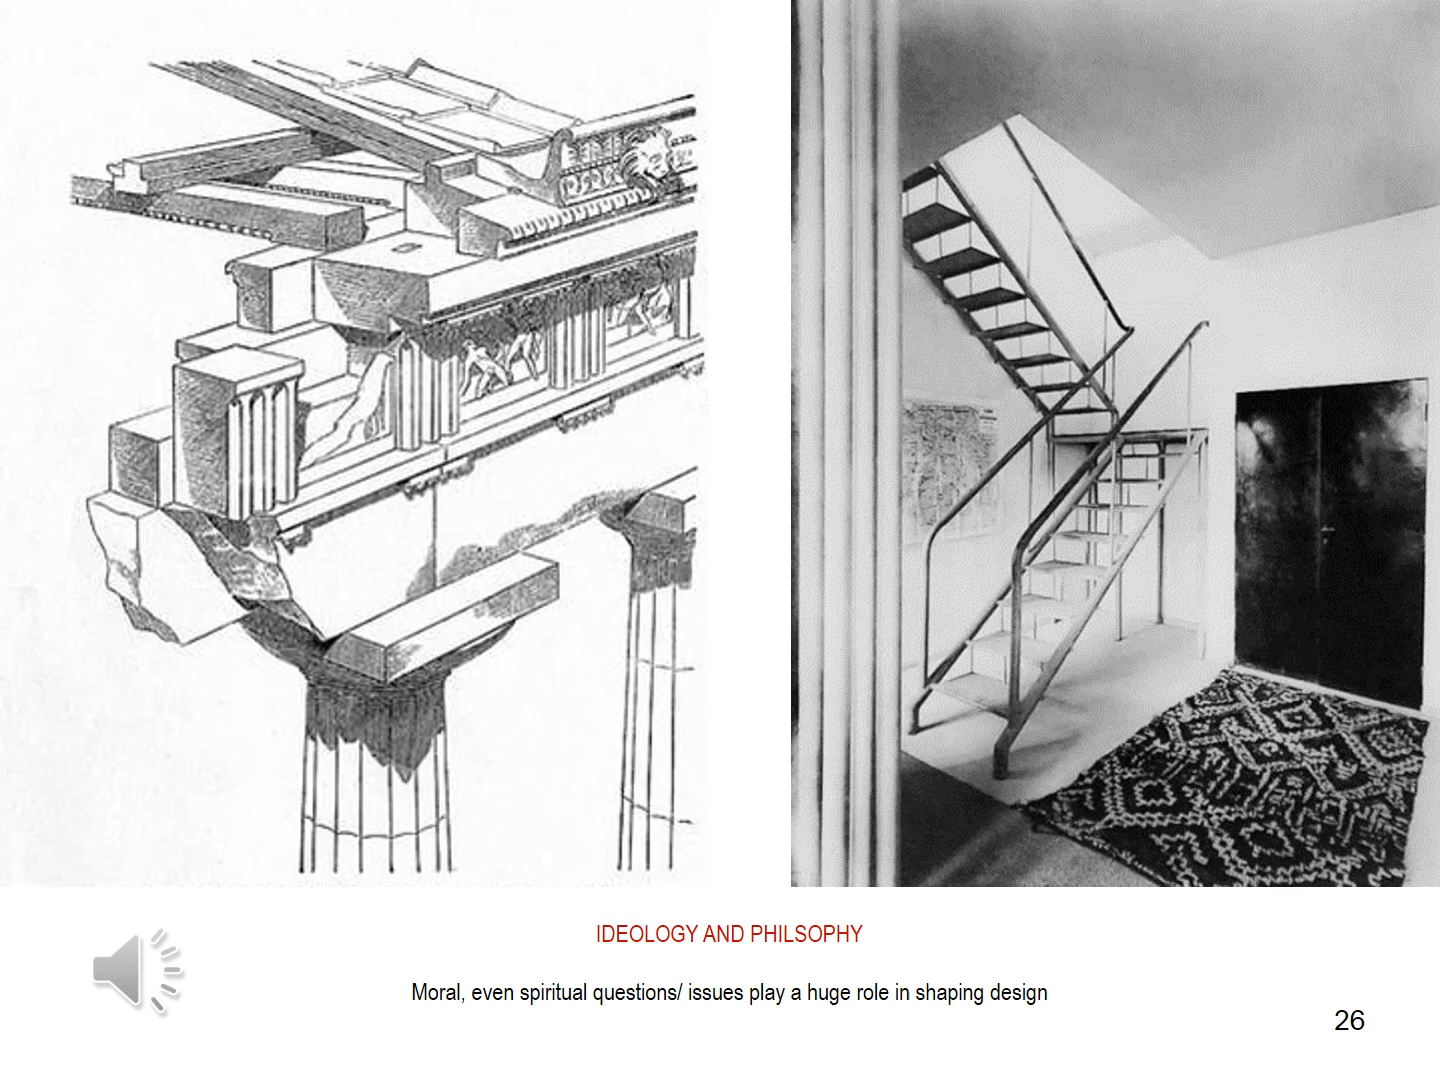 IDEOLOGY AND PHILSOPHY
Moral, even spiritual questions/ issues play a huge role in shaping design
26